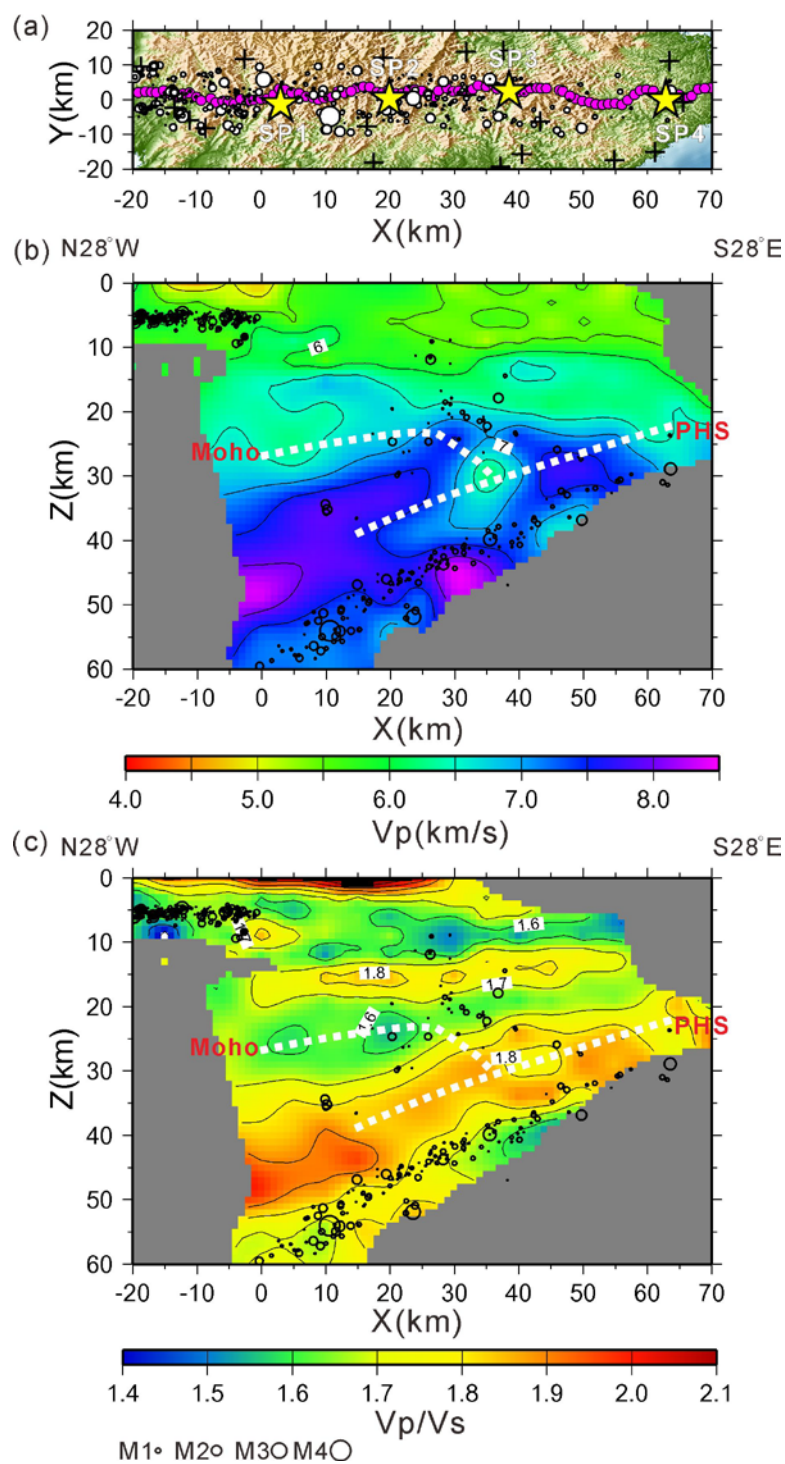 (a)
20
10
0
-10
-20
Y(km)
SP1
SP2
SP3
SP4
-20 -10 0 10 20 30 40 50 60 70
X(km)
(b) N28°W S28°E
0
10
20
30
40
50
60
Z(km)
6
7
Moho
PHS
-20 -10 0 10 20 30 40 50 60 70
X(km)
4.0 5.0 6.0 7.0 8.0
Vp(km/s)
(c) N28°W S28°E
0
10
20
30
40
50
60
Z(km)
1.6
1.8
1.7
1.6
Moho
PHS
1.8
-20 -10 0 10 20 30 40 50 60 70
X(km)
1.4 1.5 1.6 1.7 1.8 1.9 2.0 2.1
Vp/Vs
M1 M2 M3 M4